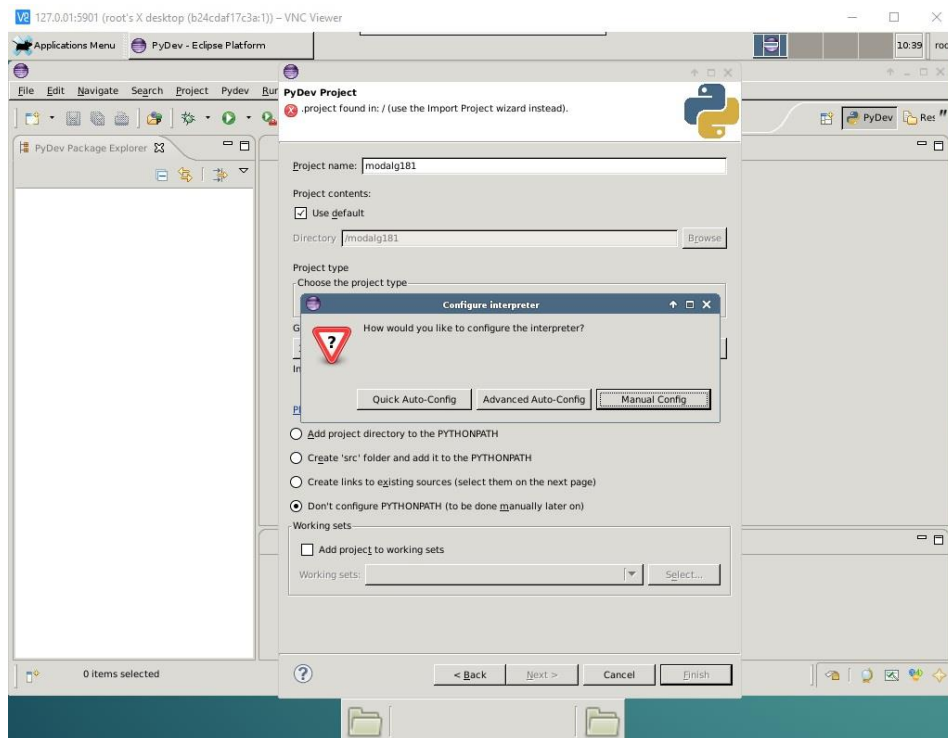 127.0.01:5901 (root's X desktop (b24cdaf17c3a:1)) – VNC Viewer
Applications Menu
PyDev - Eclipse Platform
10:39
roo
File Edit Navigate Search Project Pydev Run
PyDev Project
.project found in: / (use the Import Project wizard instead).
PyDev
Res
PyDev Package Explorer
Project name: modalg181
Project contents:
Use default
Directory /modalg181
Browse
Project type
Choose the project type
Configure interpreter
How would you like to configure the interpreter?
?
G
In
Quick Auto-Config
Advanced Auto-Config
Manual Config
Pl
Add project directory to the PYTHONPATH
Create 'src' folder and add it to the PYTHONPATH
Create links to existing sources (select them on the next page)
Don't configure PYTHONPATH (to be done manually later on)
Working sets
Add project to working sets
Working sets:
Select...
0 items selected
?
< Back
Next >
Cancel
Finish